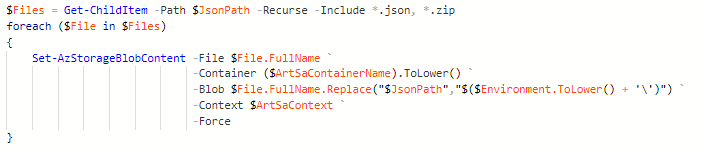 $Files = Get-ChildItem -Path $JsonPath -Recurse -Include *.json, *.zip
foreach ($File in $Files)
{
    Set-AzStorageBlobContent -File $File.FullName `
                             -Container ($ArtSaContainerName).ToLower() `
                             -Blob $File.FullName.Replace("$JsonPath","$($Environment.ToLower() + '\')") `
                             -Context $ArtSaContext `
                             -Force
}